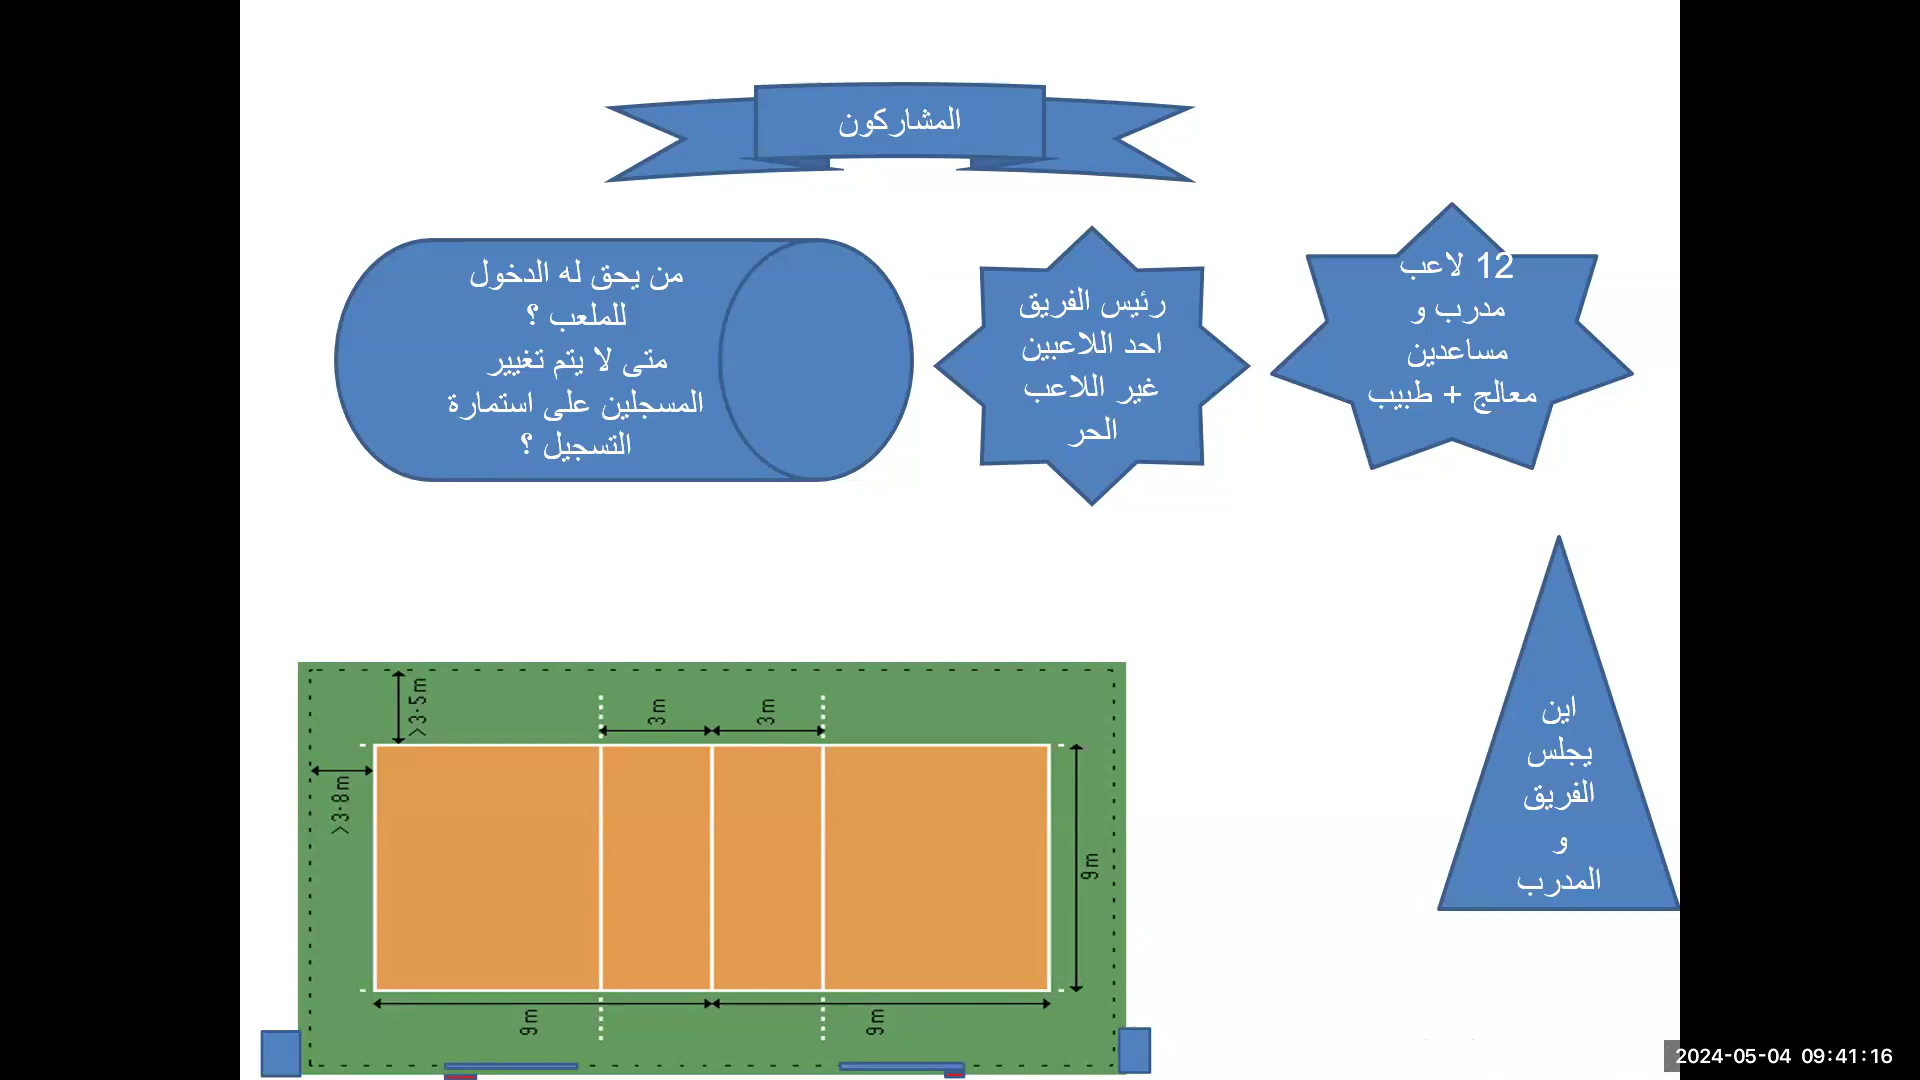 المشاركون
12 لاعب
مدرب و
مساعدين
معالج + طبيب
رئيس الفريق
احد اللاعبين
غير اللاعب
الحر
من يحق له الدخول
للملعب ؟
متى لا يتم تغيير
المسجلين على استمارة
التسجيل ؟
اين
يجلس
الفريق
و
المدرب
>3·5m
3m
3m
>3·8m
9m
9m
9m
2024-05-04 09:41:16